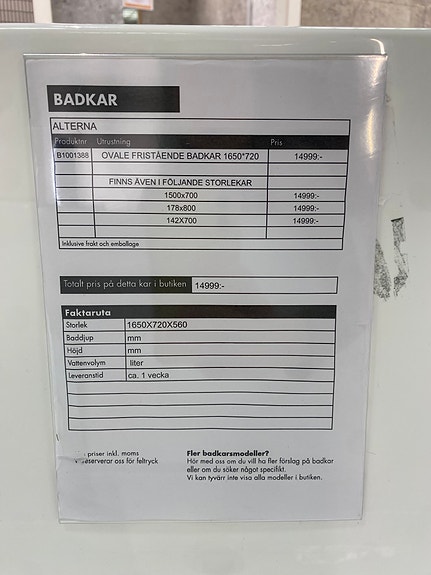 BADKAR
ALTERNA
Produktnr Utrustning Pris
B1001388 OVALE FRISTÅENDE BADKAR 1650*720 14999:-
FINNS ÄVEN I FÖLJANDE STORLEKAR
1500x700 14999:-
178x800 14999:-
142X700 14999:-
Inklusive frakt och emballage
Totalt pris på detta kar i butiken 14999:-
Faktaruta
Storlek 1650X720X560
Baddjup mm
Höjd mm
Vattenvolym liter
Leveranstid ca. 1 vecka
priser inkl. moms
reserverar oss för feltryck
Fler badkarsmodeller?
Hör med oss om du vill ha fler förslag på badkar
eller om du söker något specifikt.
Vi kan tyvärr inte visa alla modeller i butiken.